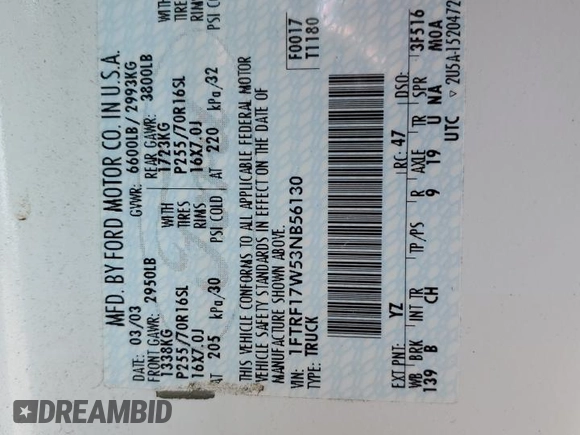 MFD. BY FORD MOTOR CO. IN U.S.A.
DATE: 03/03 GVWR: 6600LB/ 2993KG
FRONT GAWR: 2950LB REAR GAWR: 3800LB
1338KG 1723KG
P255/70R16SL TIRES P255/70R16SL
16X7.0J RIMS 16X7.0J
AT 205 kPa/30 PSI COLD AT 220 kPa/32 PSI COLD
THIS VEHICLE CONFORMS TO ALL APPLICABLE FEDERAL MOTOR
VEHICLE SAFETY STANDARDS IN EFFECT ON THE DATE OF
MANUFACTURE SHOWN ABOVE.
VIN: 1FTRF17W53NB56130
TYPE: TRUCK
F0017
T1180
EXT PNT: YZ RC: 47 DSO:
WB BRK INT TR TP/PS R AXLE TR SPR 3F516
139 B CH 9 19 U NA M0A
UTC ▽ 2U5A-1520472
DREAMBID